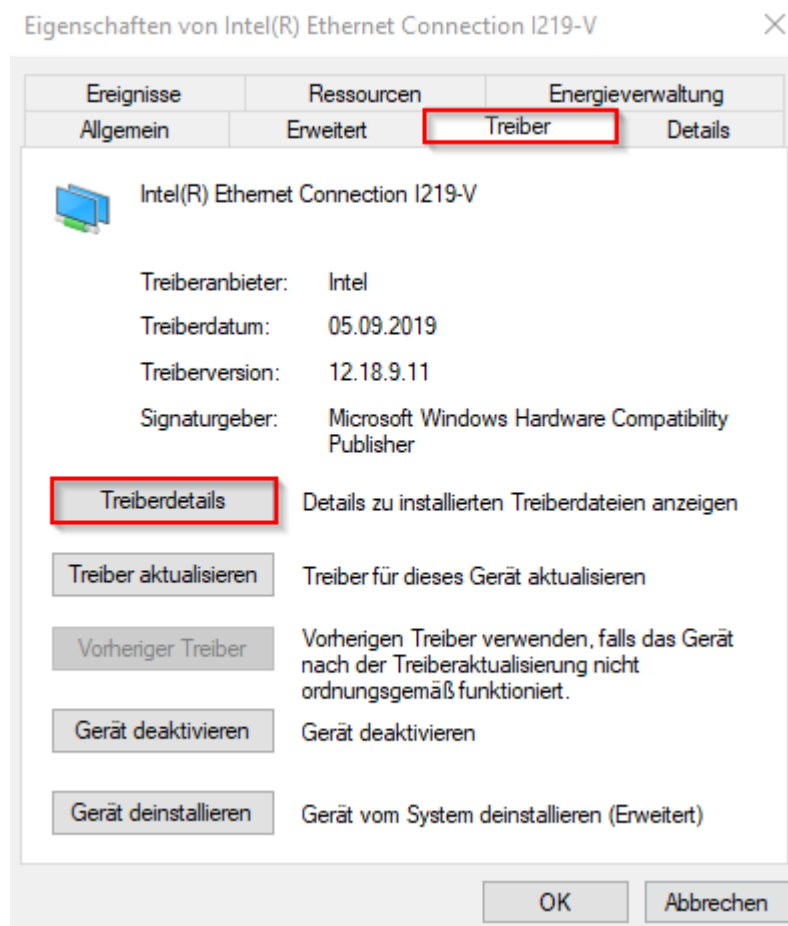 Eigenschaften von Intel(R) Ethernet Connection I219-V
Ereignisse Ressourcen Energieverwaltung
Allgemein Erweitert Treiber Details
Intel(R) Ethernet Connection I219-V
Treiberanbieter: Intel
Treiberdatum: 05.09.2019
Treiberversion: 12.18.9.11
Signaturgeber: Microsoft Windows Hardware Compatibility
Publisher
Treiberdetails Details zu installierten Treiberdateien anzeigen
Treiber aktualisieren Treiber für dieses Gerät aktualisieren
Vorheriger Treiber Vorherigen Treiber verwenden, falls das Gerät
nach der Treiberaktualisierung nicht
ordnungsgemäß funktioniert.
Gerät deaktivieren Gerät deaktivieren
Gerät deinstallieren Gerät vom System deinstallieren (Erweitert)
OK Abbrechen